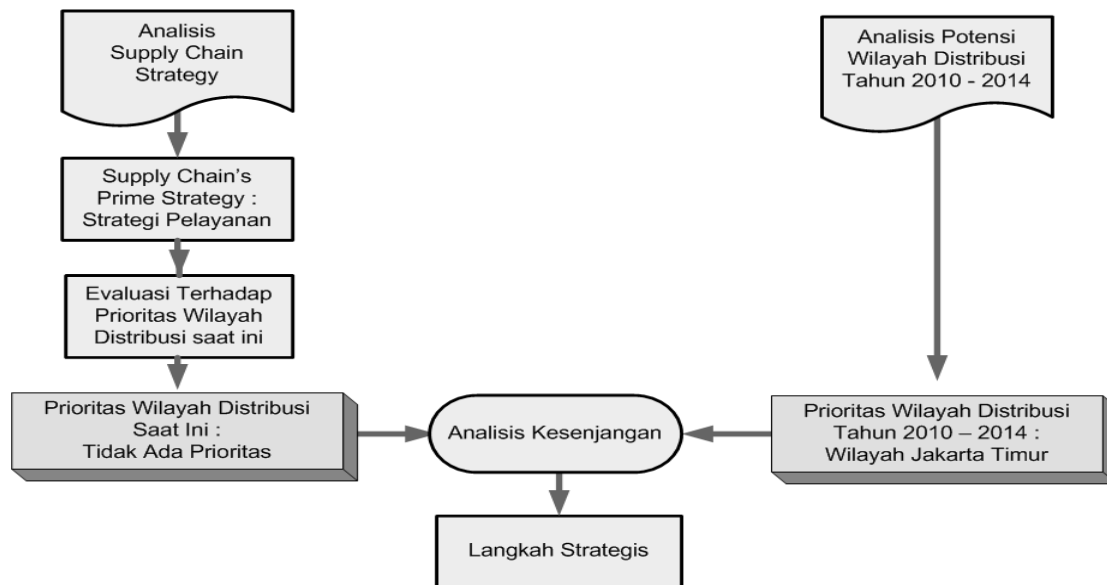 Analisis
Supply Chain
Strategy
Analisis Potensi
Wilayah Distribusi
Tahun 2010 - 2014
Supply Chain's
Prime Strategy :
Strategi Pelayanan
Evaluasi Terhadap
Prioritas Wilayah
Distribusi saat ini
Prioritas Wilayah Distribusi
Saat Ini :
Tidak Ada Prioritas
Analisis Kesenjangan
Prioritas Wilayah Distribusi
Tahun 2010 – 2014 :
Wilayah Jakarta Timur
Langkah Strategis